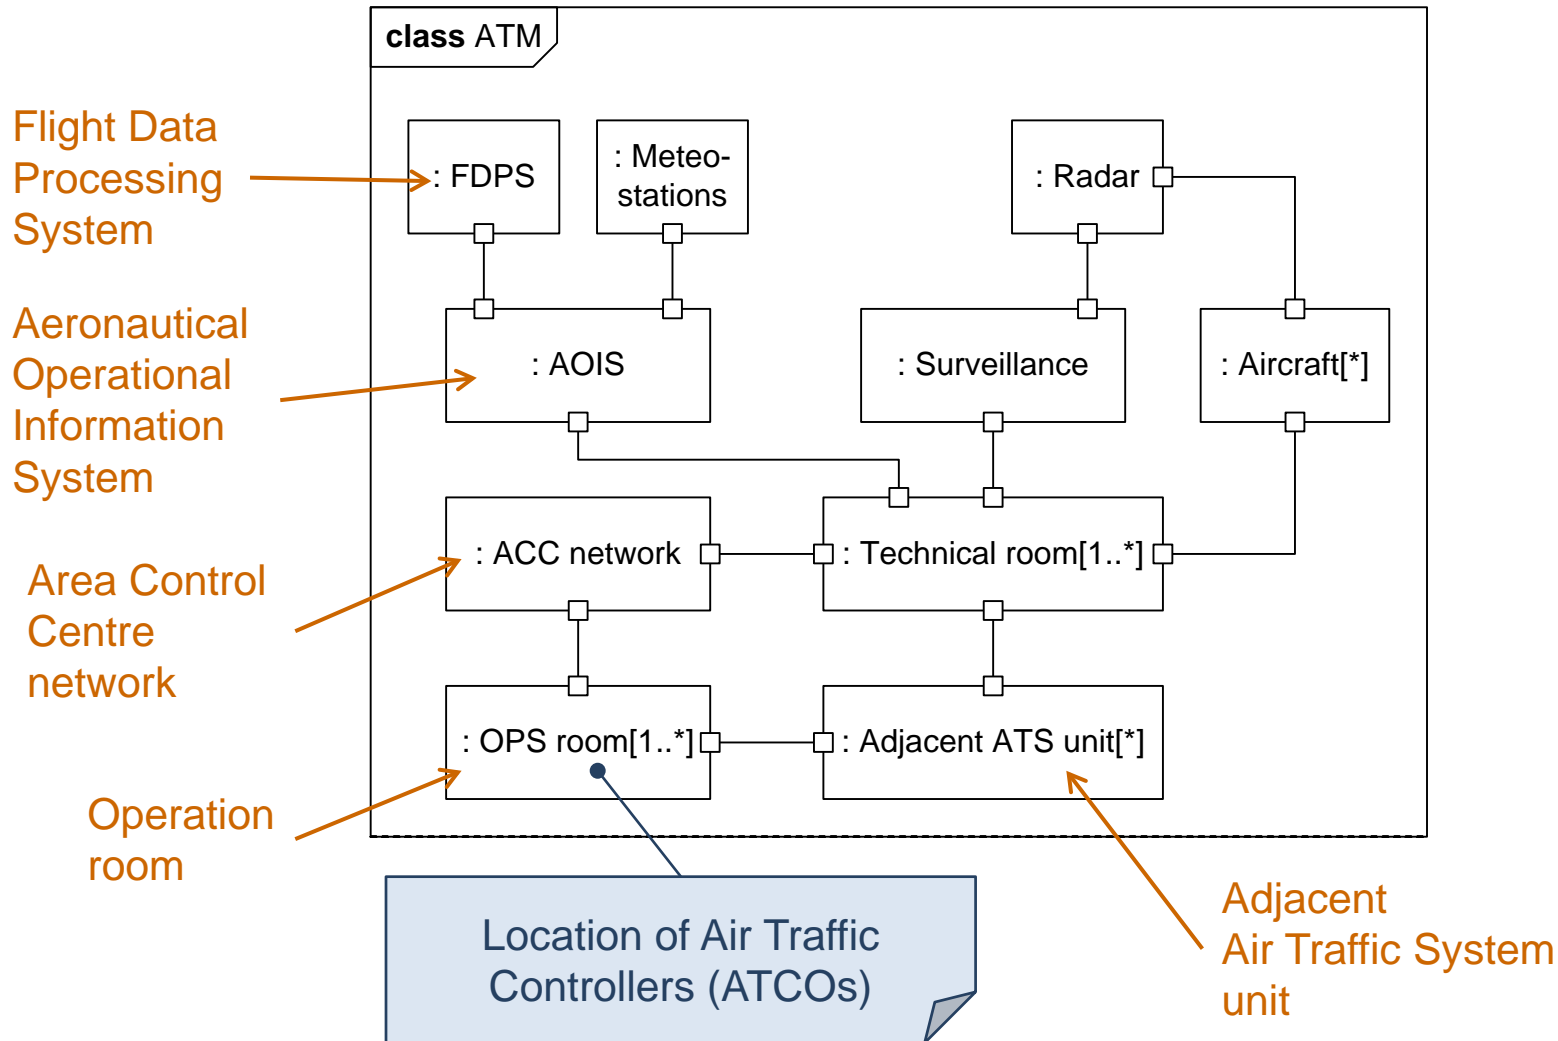 class ATM
Flight Data
Processing
System
: FDPS
: Meteo-
stations
: Radar
Aeronautical
Operational
Information
System
: AOIS
: Surveillance
: Aircraft[*]
Area Control
Centre
network
: ACC network
: Technical room[1..*]
Operation
room
: OPS room[1..*]
: Adjacent ATS unit[*]
Location of Air Traffic
Controllers (ATCOs)
Adjacent
Air Traffic System
unit